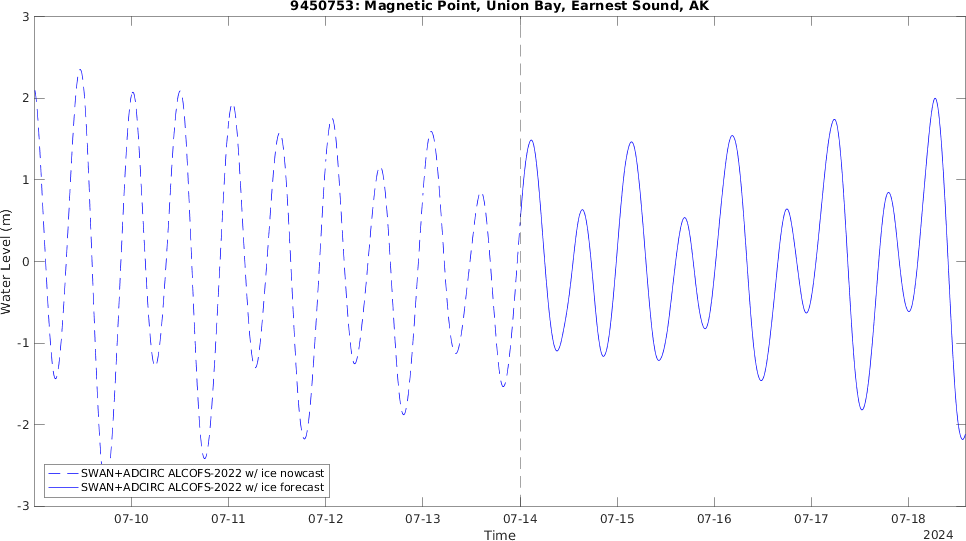 9450753: Magnetic Point, Union Bay, Earnest Sound, AK
3
2
1
0
-1
-2
-3
Water Level (m)
SWAN+ADCIRC ALCOFS-2022 w/ ice nowcast
SWAN+ADCIRC ALCOFS-2022 w/ ice forecast
07-10 07-11 07-12 07-13 07-14 07-15 07-16 07-17 07-18
Time
2024